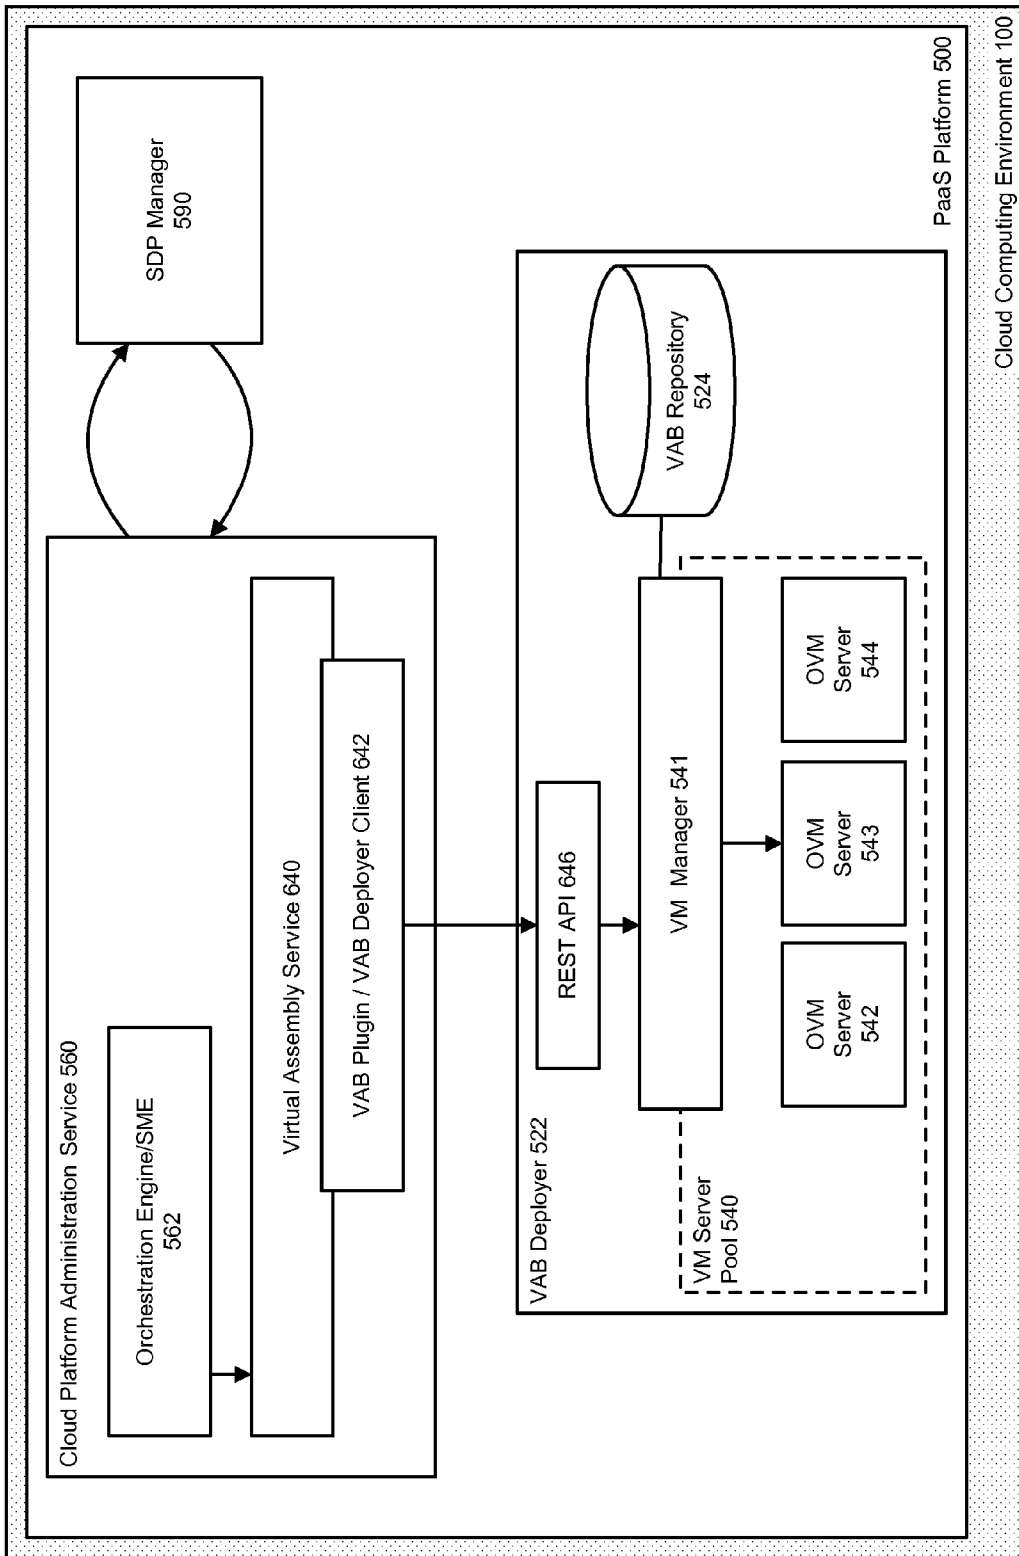 Cloud Platform Administration Service 560
Orchestration Engine/SME
562
Virtual Assembly Service 640
VAB Plugin / VAB Deployer Client 642
SDP Manager
590
VAB Deployer 522
REST API 646
VM Manager 541
VAB Repository
524
VM Server
Pool 540
OVM
Server
542
OVM
Server
543
OVM
Server
544
PaaS Platform 500
Cloud Computing Environment 100